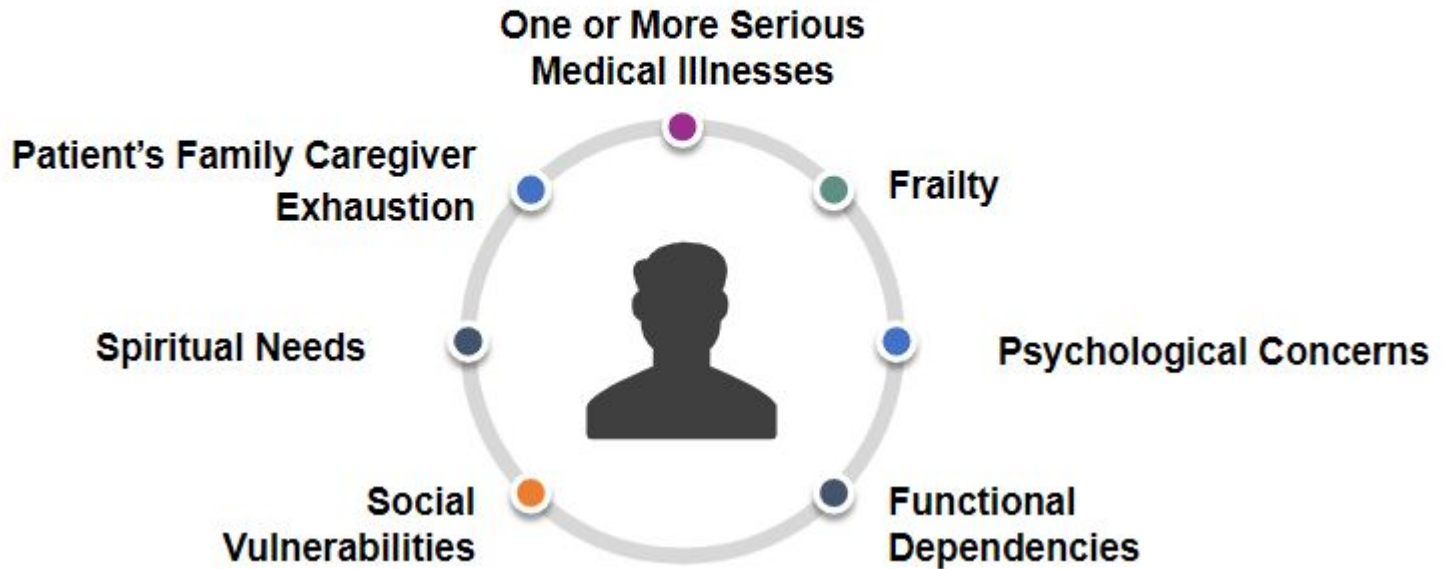 One or More Serious
Medical Illnesses
Patient's Family Caregiver
Exhaustion
Frailty
Spiritual Needs
Psychological Concerns
Social
Vulnerabilities
Functional
Dependencies